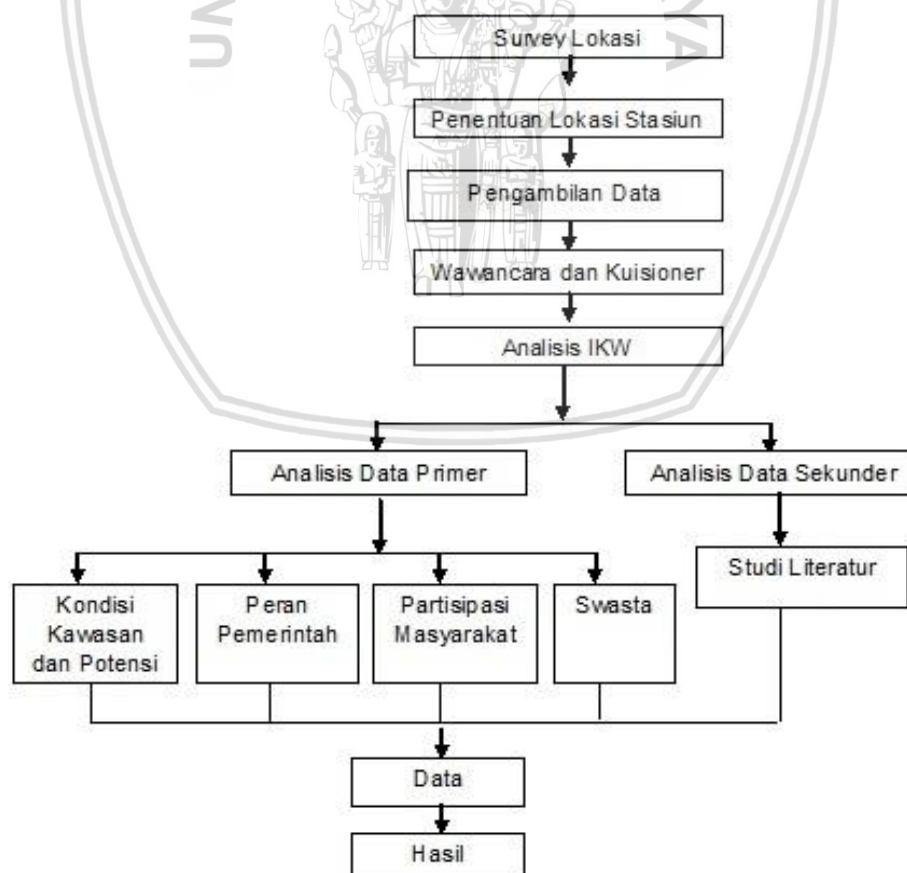 Survey Lokasi
Penentuan Lokasi Stasiun
Pengambilan Data
Wawancara dan Kuisioner
Analisis IKW
Analisis Data Primer
Analisis Data Sekunder
Kondisi
Kawasan
dan Potensi
Peran
Pemerintah
Partisipasi
Masyarakat
Swasta
Studi Literatur
Data
Hasil
YA